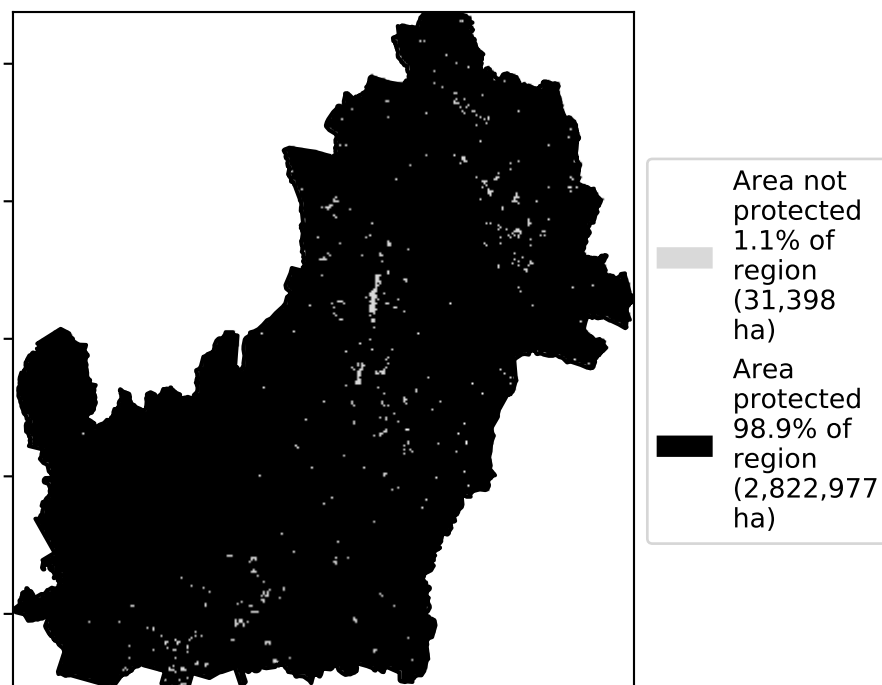 Area not
protected
1.1% of
region
(31,398
ha)
Area
protected
98.9% of
region
(2,822,977
ha)